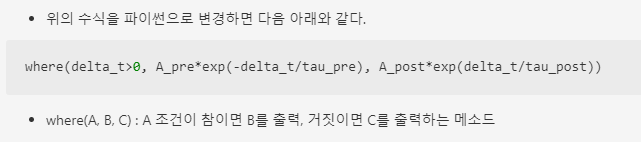 위의 수식을 파이썬으로 변경하면 다음 아래와 같다.
where(delta_t>0, A_pre*exp(-delta_t/tau_pre), A_post*exp(delta_t/tau_post))
where(A, B, C) : A 조건이 참이면 B를 출력, 거짓이면 C를 출력하는 메소드